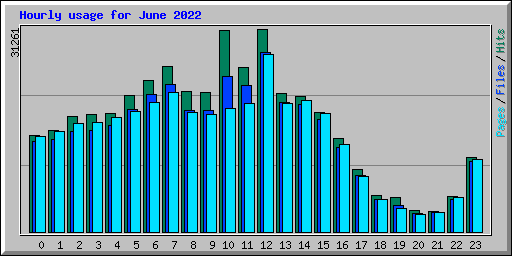 Hourly usage for June 2022
31261
Pages / Files / Hits
0 1 2 3 4 5 6 7 8 9 10 11 12 13 14 15 16 17 18 19 20 21 22 23